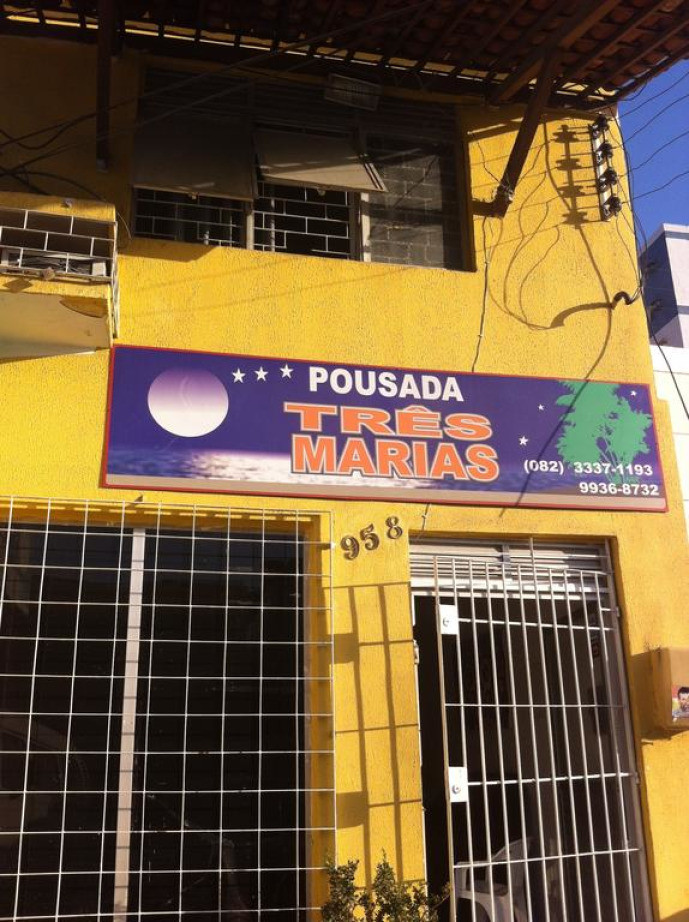 POUSADA
TRÊS
MARIAS
(082) 3337-1193
9936-8732
958